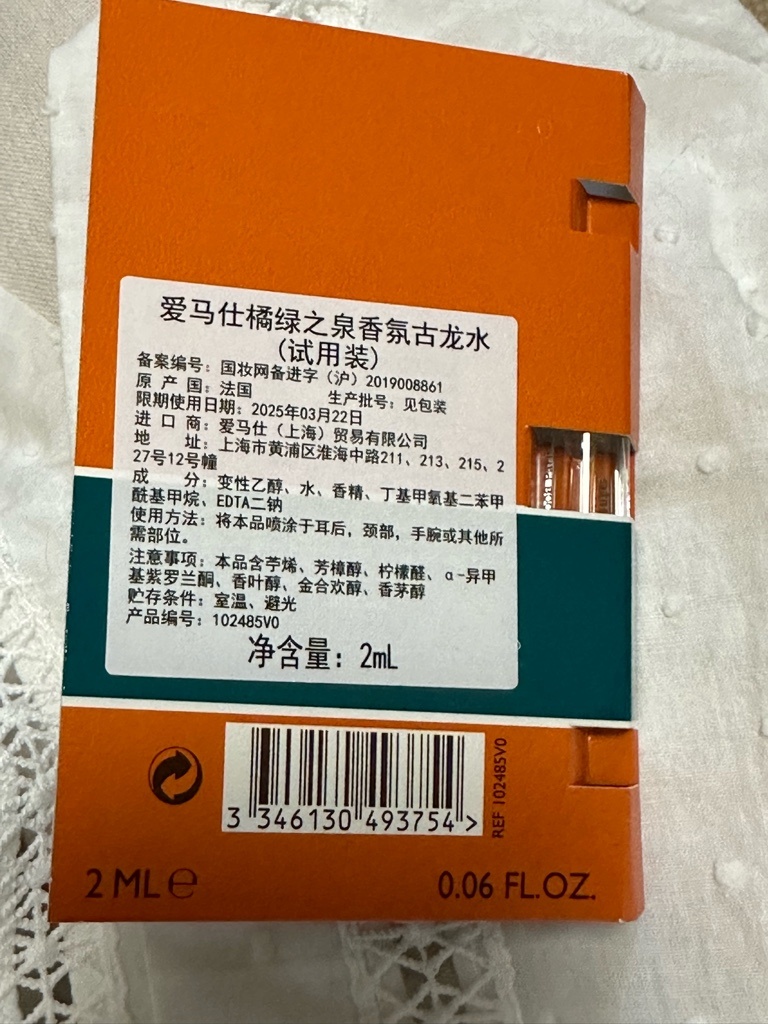 爱马仕橘绿之泉香氛古龙水
(试用装)
备案编号：国妆网备进字（沪）2019008861
原 产 国：法国 生产批号：见包装
限期使用日期：2025年03月22日
进 口 商：爱马仕（上海）贸易有限公司
地 址：上海市黄浦区淮海中路211、213、215、2
27号12号幢
成 分：变性乙醇、水、香精、丁基甲氧基二苯甲
酰基甲烷、EDTA二钠
使用方法：将本品喷涂于耳后，颈部，手腕或其他所
需部位。
注意事项：本品含苧烯、芳樟醇、柠檬醛、α-异甲
基紫罗兰酮、香叶醇、金合欢醇、香茅醇
贮存条件：室温、避光
产品编号：102485V0
净含量：2mL
3 346130 493754 >
REF 102485V0
2 ML ℮
0.06 FL.OZ.